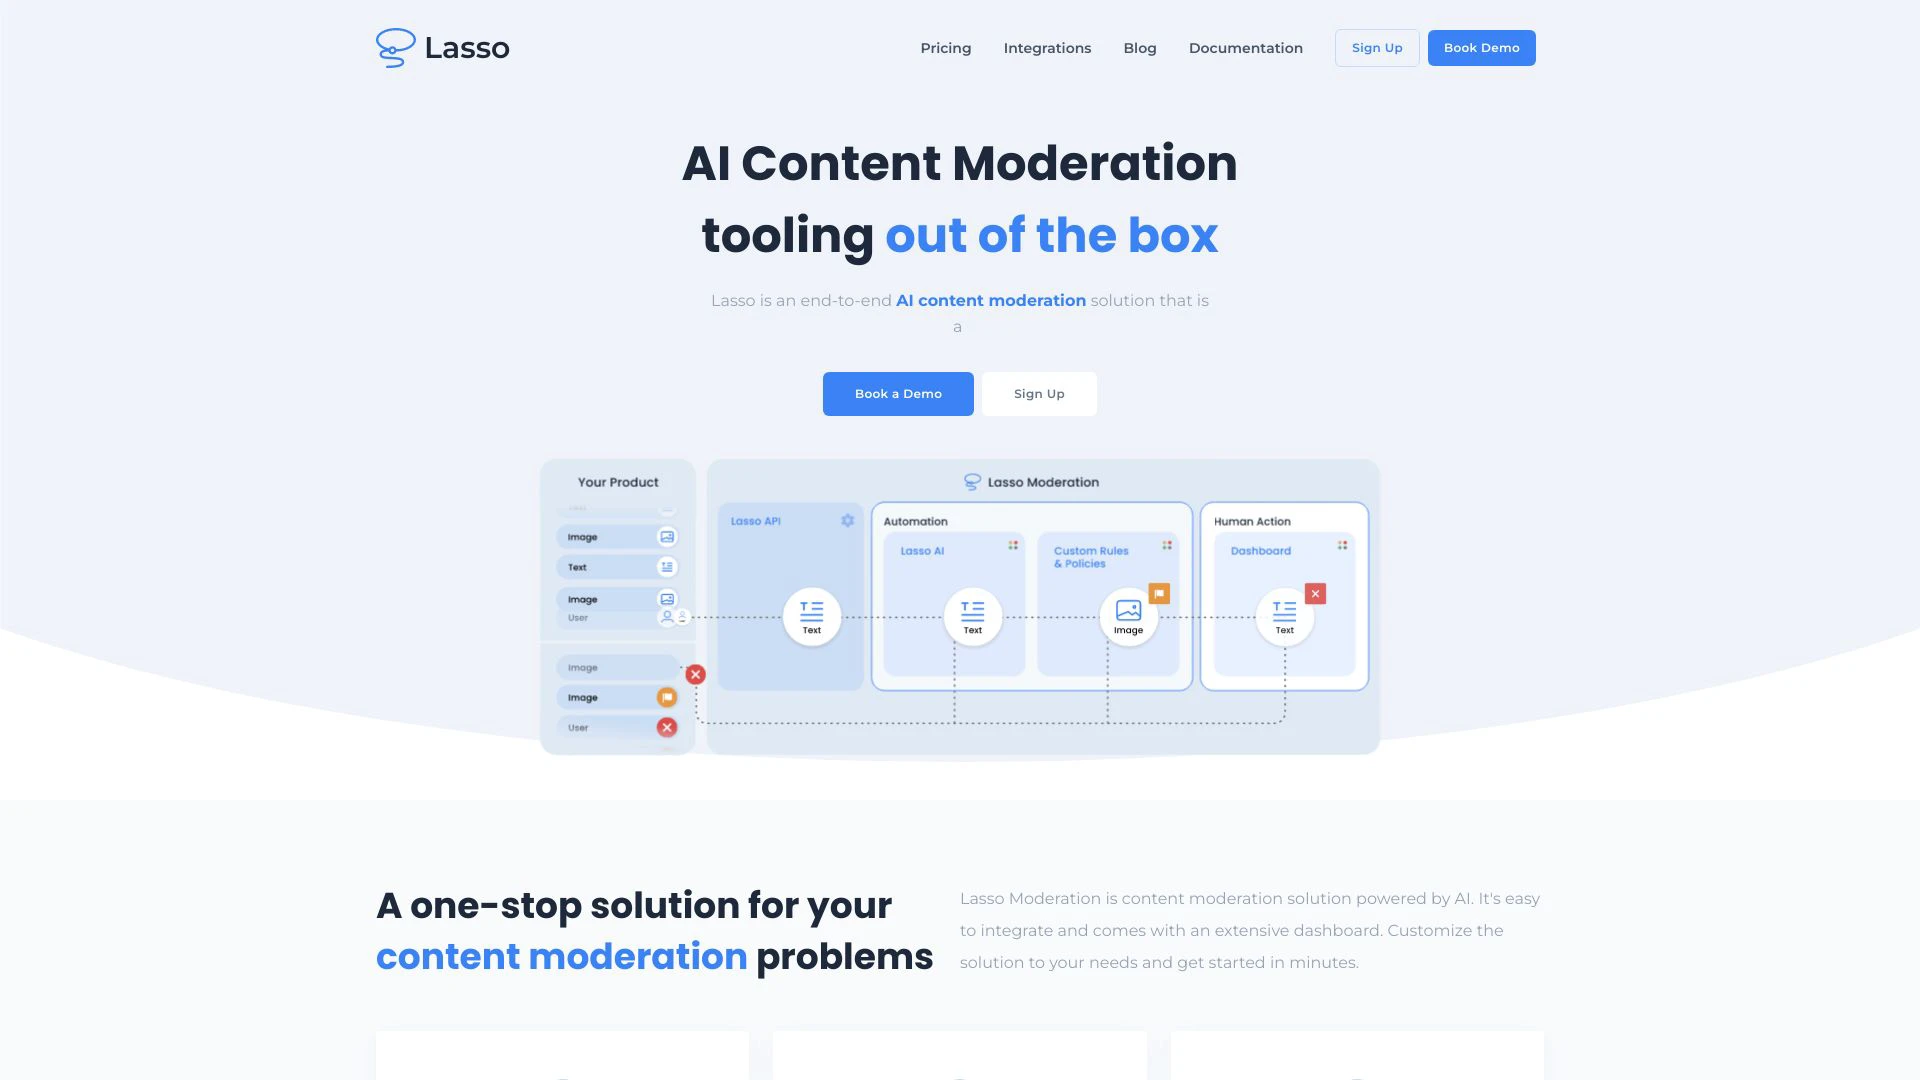 Lasso
Pricing
Integrations
Blog
Documentation
Sign Up
Book Demo
AI Content Moderation
tooling out of the box
Lasso is an end-to-end AI content moderation solution that is
a
Book a Demo
Sign Up
Your Product
Image
Text
Image
User
Image
Image
User
Lasso Moderation
Lasso API
Text
Automation
Lasso AI
Text
Custom Rules
& Policies
Image
Human Action
Dashboard
Text
A one-stop solution for your
content moderation problems
Lasso Moderation is content moderation solution powered by AI. It's easy
to integrate and comes with an extensive dashboard. Customize the
solution to your needs and get started in minutes.